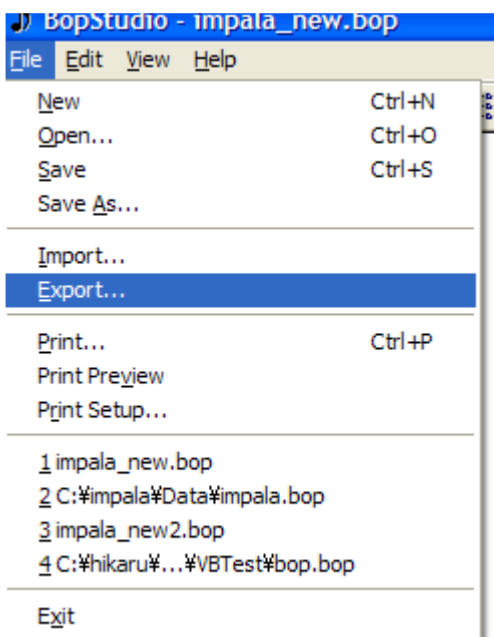 BopStudio - impala_new.bop
File Edit View Help
New Ctrl+N
Open... Ctrl+O
Save Ctrl+S
Save As...
Import...
Export...
Print... Ctrl+P
Print Preview
Print Setup...
1 impala_new.bop
2 C:¥impala¥Data¥impala.bop
3 impala_new2.bop
4 C:¥hikaru¥...¥VBTest¥bop.bop
Exit